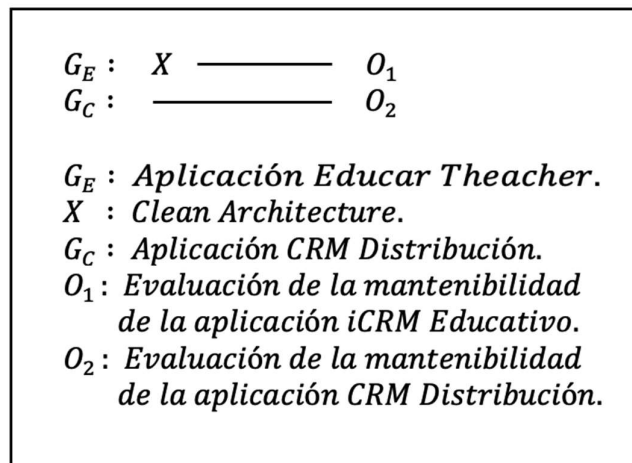 G_E : X —— O_1
G_C : —— O_2
G_E : Aplicación Educar Theacher.
X : Clean Architecture.
G_C : Aplicación CRM Distribución.
O_1 : Evaluación de la mantenibilidad
de la aplicación iCRM Educativo.
O_2 : Evaluación de la mantenibilidad
de la aplicación CRM Distribución.